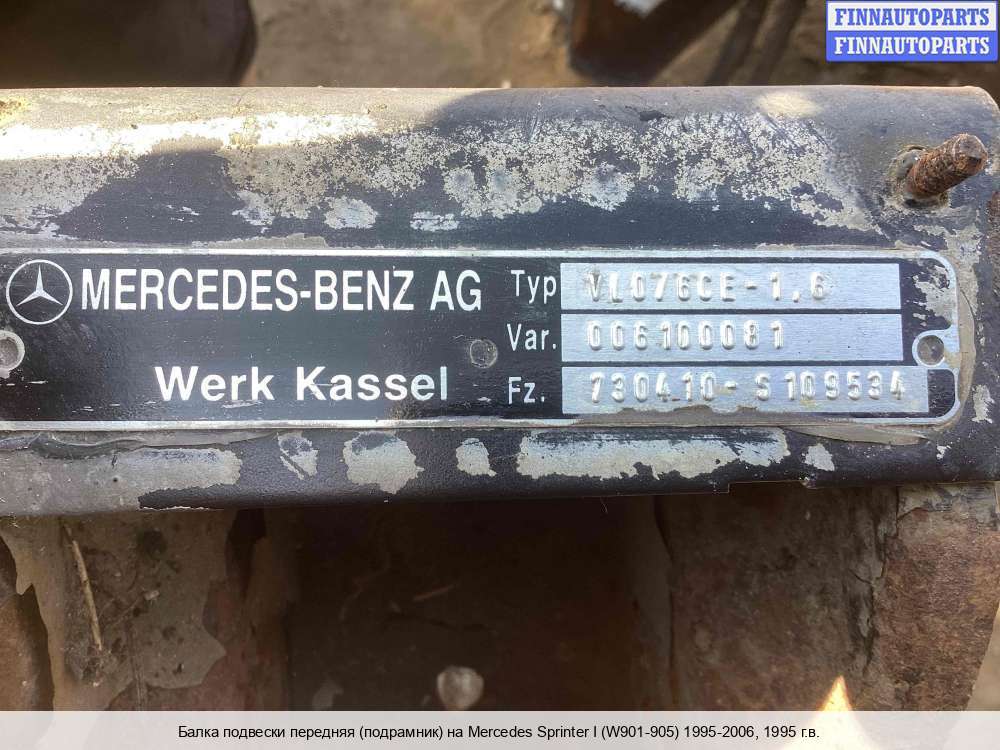 FINNAUTOPARTS
FINNAUTOPARTS
MERCEDES-BENZ AG
Typ VL076CE-1,6
Var. 006100081
Werk Kassel
Fz. 730410-S109534
Балка подвески передняя (подрамник) на Mercedes Sprinter I (W901-905) 1995-2006, 1995 г.в.